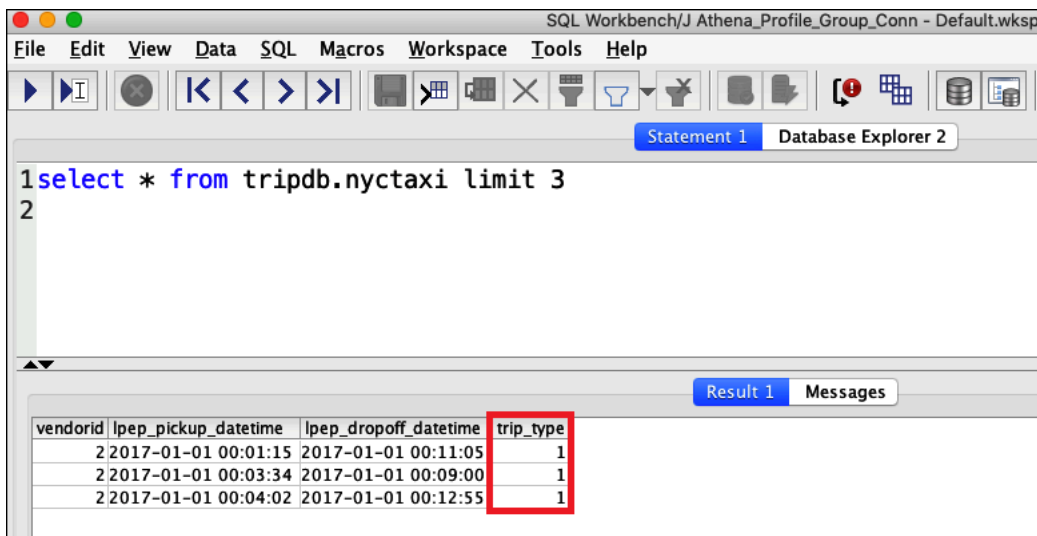 SQL Workbench/J Athena_Profile_Group_Conn - Default.wksp
File Edit View Data SQL Macros Workspace Tools Help
Statement 1 Database Explorer 2
1 select * from tripdb.nyctaxi limit 3
2
Result 1 Messages
vendorid lpep_pickup_datetime lpep_dropoff_datetime trip_type
2 2017-01-01 00:01:15 2017-01-01 00:11:05 1
2 2017-01-01 00:03:34 2017-01-01 00:09:00 1
2 2017-01-01 00:04:02 2017-01-01 00:12:55 1